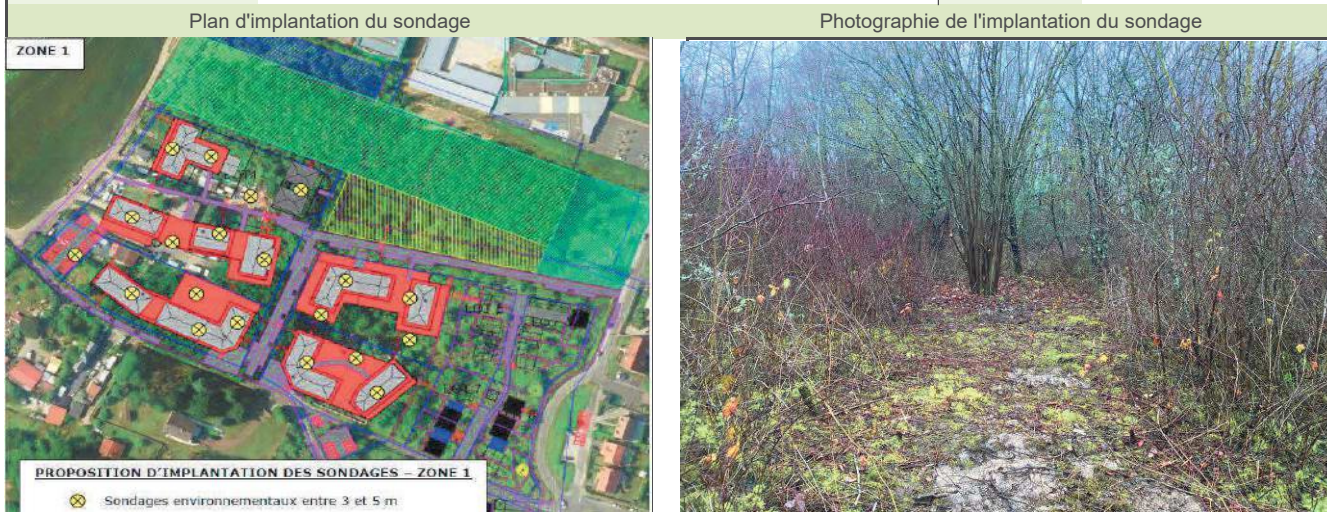 Plan d'implantation du sondage
Photographie de l'implantation du sondage
ZONE 1
PROPOSITION D'IMPLANTATION DES SONDAGES – ZONE 1
Sondages environnementaux entre 3 et 5 m